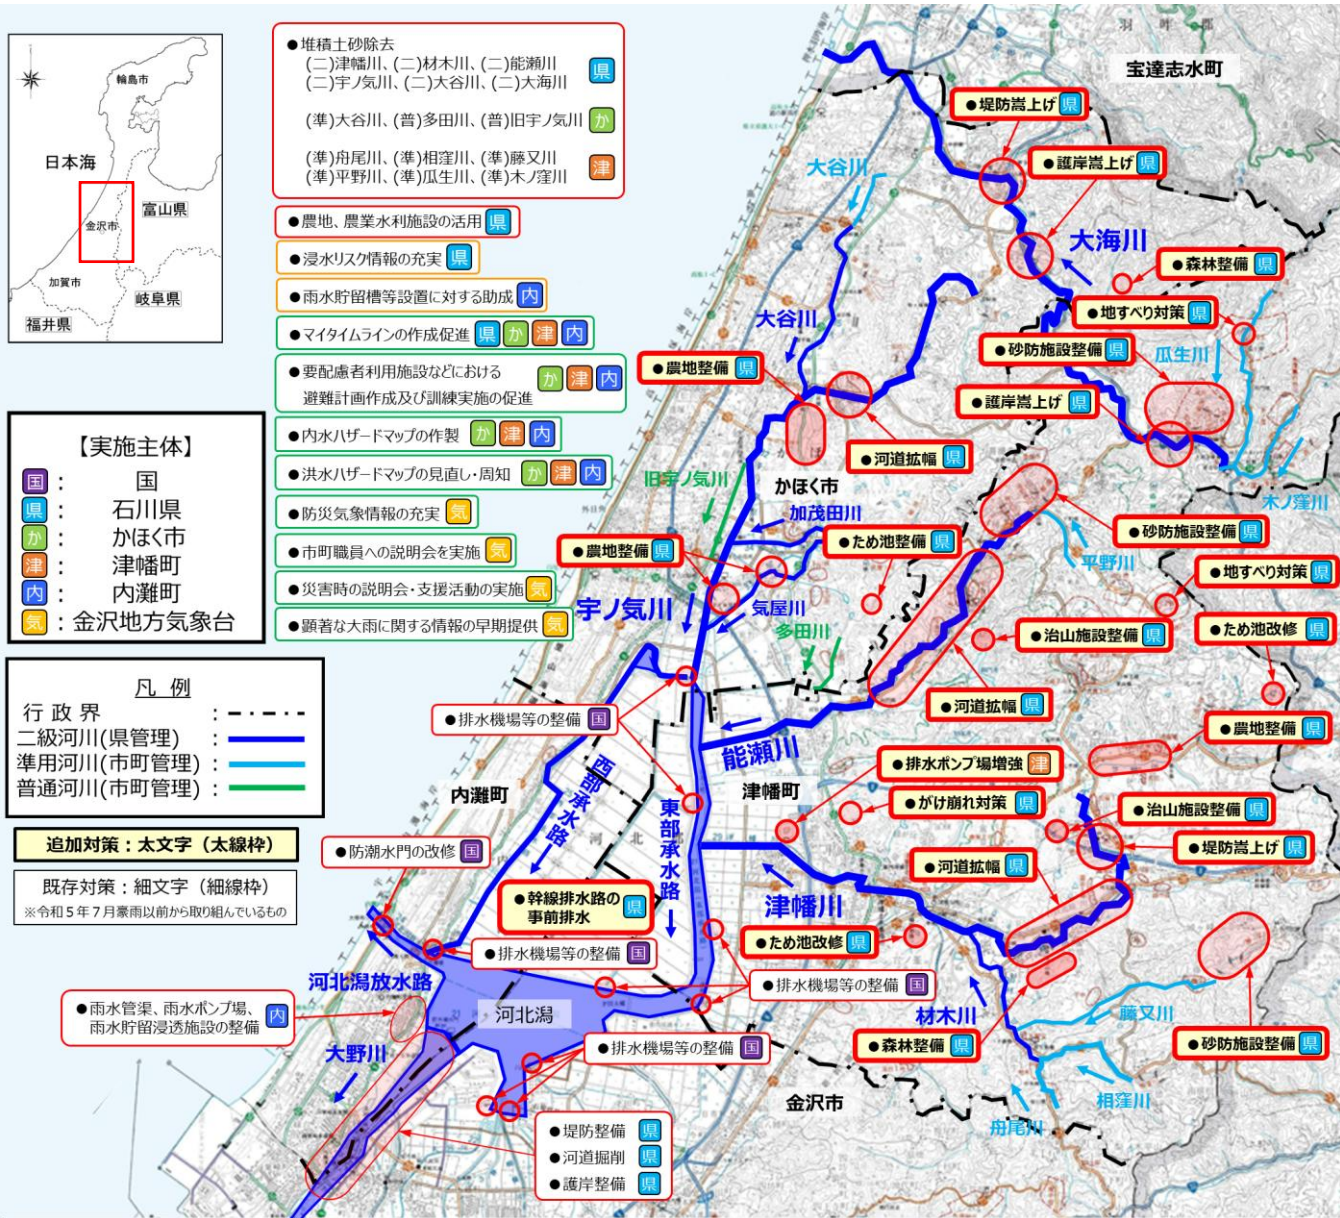 輪島市
日本海
富山県
金沢市
加賀市
岐阜県
福井県
●堆積土砂除去
(二)津幡川、(二)材木川、(二)能瀬川
(二)宇ノ気川、(二)大谷川、(二)大海川 県
(準)大谷川、(普)多田川、(普)旧宇ノ気川 か
(準)舟尾川、(準)相窪川、(準)藤又川
(準)平野川、(準)瓜生川、(準)木ノ窪川 津
●農地、農業水利施設の活用 県
●浸水リスク情報の充実 県
●雨水貯留槽等設置に対する助成 内
●マイタイムラインの作成促進 県 か 津 内
●要配慮者利用施設などにおける
避難計画作成及び訓練実施の促進 か 津 内
●内水ハザードマップの作製 か 津 内
●洪水ハザードマップの見直し・周知 か 津 内
●防災気象情報の充実 気
●市町職員への説明会を実施 気
●災害時の説明会・支援活動の実施 気
●顕著な大雨に関する情報の早期提供 気
【実施主体】
国 : 国
県 : 石川県
か : かほく市
津 : 津幡町
内 : 内灘町
気 : 金沢地方気象台
凡 例
行 政 界 :
二級河川(県管理) :
準用河川(市町管理) :
普通河川(市町管理) :
追加対策：太文字（太線枠）
既存対策：細文字（細線枠）
※令和5年7月豪雨以前から取り組んでいるもの
羽咋郡
宝達志水町
●堤防嵩上げ 県
●護岸嵩上げ 県
大谷川
大海川
●森林整備 県
●地すべり対策 県
●砂防施設整備 県
瓜生川
大谷川
●農地整備 県
●護岸嵩上げ 県
●河道拡幅 県
旧宇ノ気川
かほく市
木ノ窪川
加茂田川
●砂防施設整備 県
●農地整備 県
●ため池整備 県
平野川
●地すべり対策 県
宇ノ気川
気屋川
多田川
●治山施設整備 県
●ため池改修 県
●河道拡幅 県
●排水機場等の整備 国
●農地整備 県
能瀬川
●排水ポンプ場増強 津
西部承水路
内灘町
東部承水路
津幡町
●がけ崩れ対策 県
●治山施設整備 県
河北
●防潮水門の改修 国
●堤防嵩上げ 県
●河道拡幅 県
●幹線排水路の
事前排水 県
津幡川
●ため池改修 県
●排水機場等の整備 国
河北潟放水路
●排水機場等の整備 国
●雨水管渠、雨水ポンプ場、
雨水貯留浸透施設の整備 内
河北潟
材木川
藤又川
大野川
●排水機場等の整備 国
●森林整備 県
●砂防施設整備 県
金沢市
相窪川
舟尾川
●堤防整備 県
●河道掘削 県
●護岸整備 県